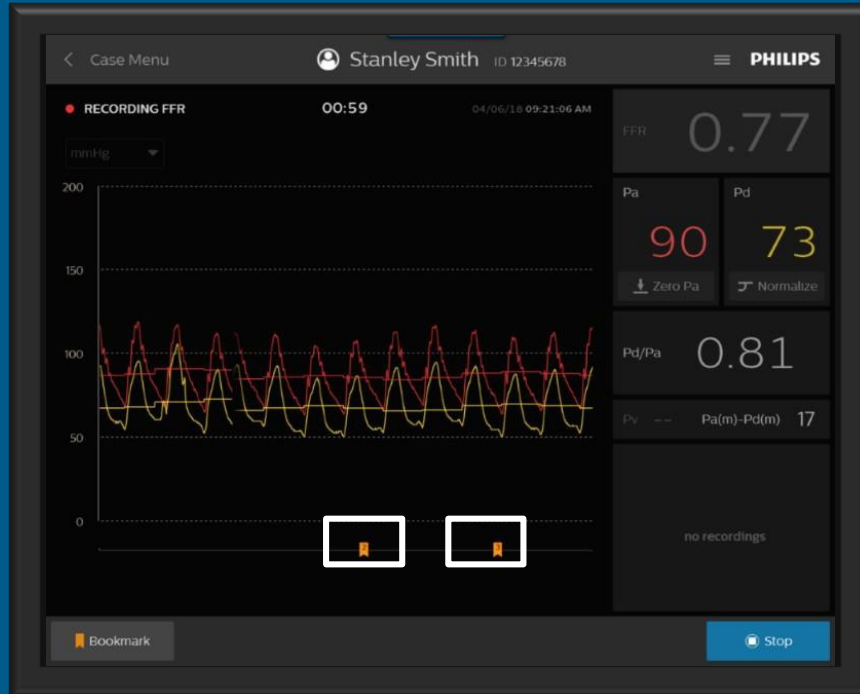 Case Menu
Stanley Smith ID 12345678
PHILIPS
RECORDING FFR
00:59
04/06/18 09:21:06 AM
mmHg
FFR 0.77
Pa
Pd
90
73
Zero Pa
Normalize
Pd/Pa 0.81
Pv -- Pa(m)-Pd(m) 17
no recordings
200
150
100
50
0
2
3
Bookmark
Stop